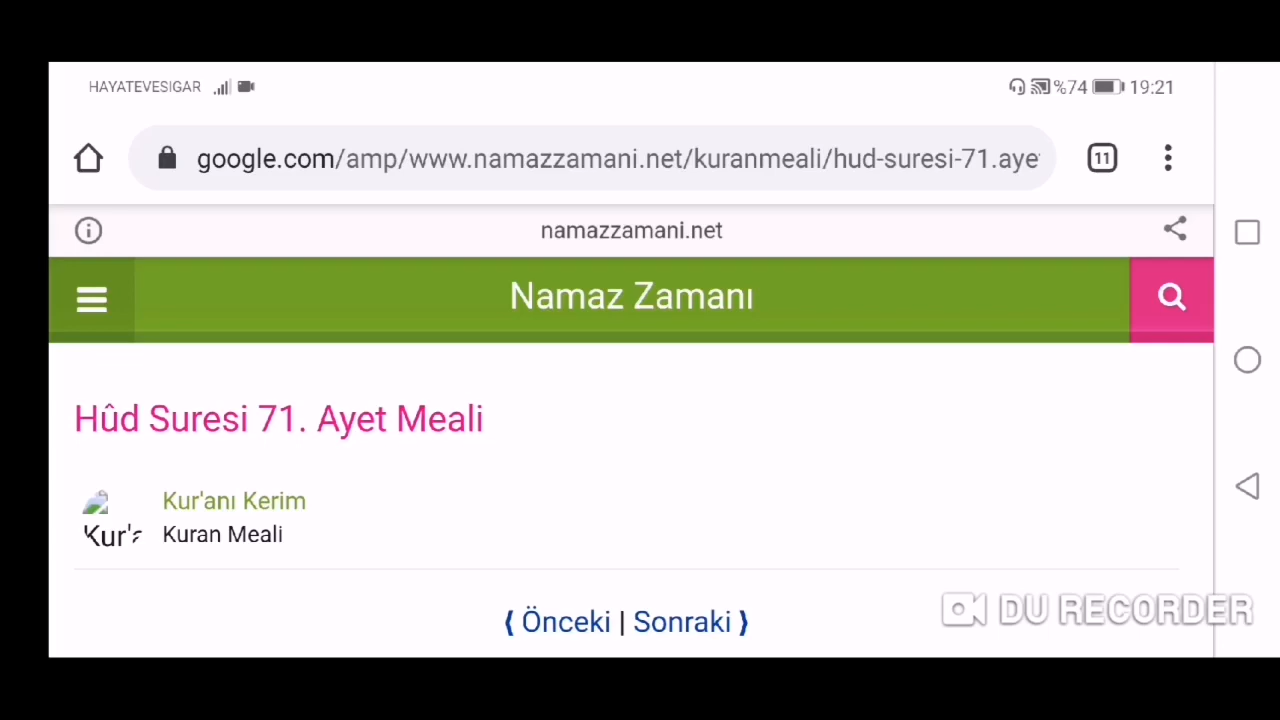 HAYATEVESIGAR %74 19:21
google.com/amp/www.namazzamani.net/kuranmeali/hud-suresi-71.aye
11
namazzamani.net
Namaz Zamanı
Hûd Suresi 71. Ayet Meali
Kur'anı Kerim
Kur'a Kuran Meali
⟨ Önceki | Sonraki ⟩
DU RECORDER